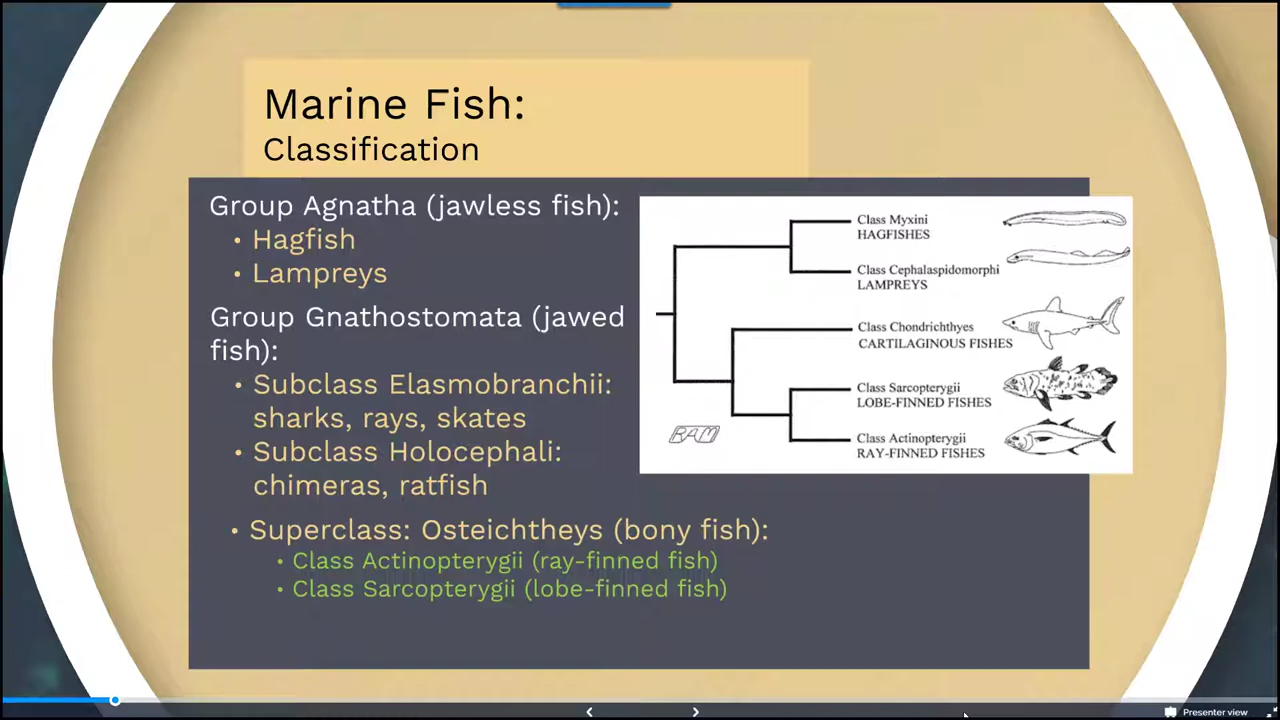 Marine Fish:
Classification
Group Agnatha (jawless fish):
• Hagfish
• Lampreys
Group Gnathostomata (jawed
fish):
• Subclass Elasmobranchii:
sharks, rays, skates
• Subclass Holocephali:
chimeras, ratfish
• Superclass: Osteichtheys (bony fish):
• Class Actinopterygii (ray-finned fish)
• Class Sarcopterygii (lobe-finned fish)
Class Myxini
HAGFISHES
Class Cephalaspidomorphi
LAMPREYS
Class Chondrichthyes
CARTILAGINOUS FISHES
Class Sarcopterygii
LOBE-FINNED FISHES
Class Actinopterygii
RAY-FINNED FISHES
BAM
Presenter view